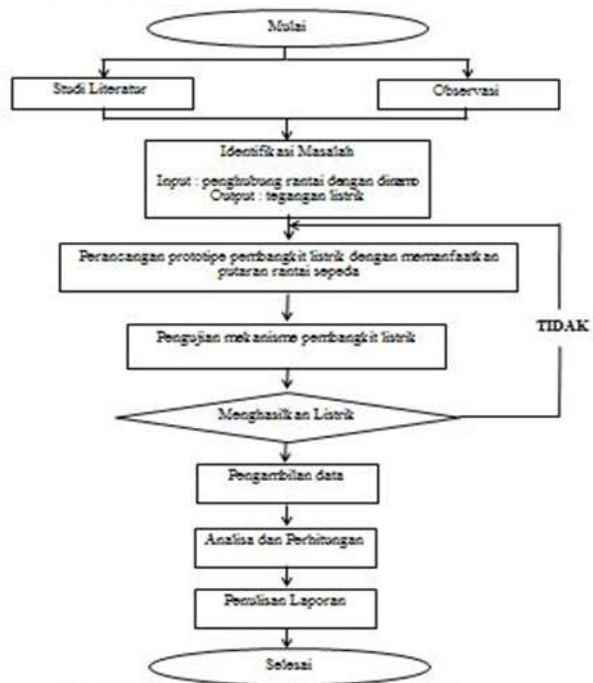 Mulai
Studi Literatur
Observasi
Identifikasi Masalah
Input : penghubung rantai dengan dinamo
Output : tegangan listrik
Perancangan prototipe pembangkit listrik dengan memanfaatkan
putaran rantai sepeda
TIDAK
Pengujian mekanisme pembangkit listrik
Menghasilkan Listrik
Pengambilan data
Analisa dan Perhitungan
Penulisan Laporan
Selesai